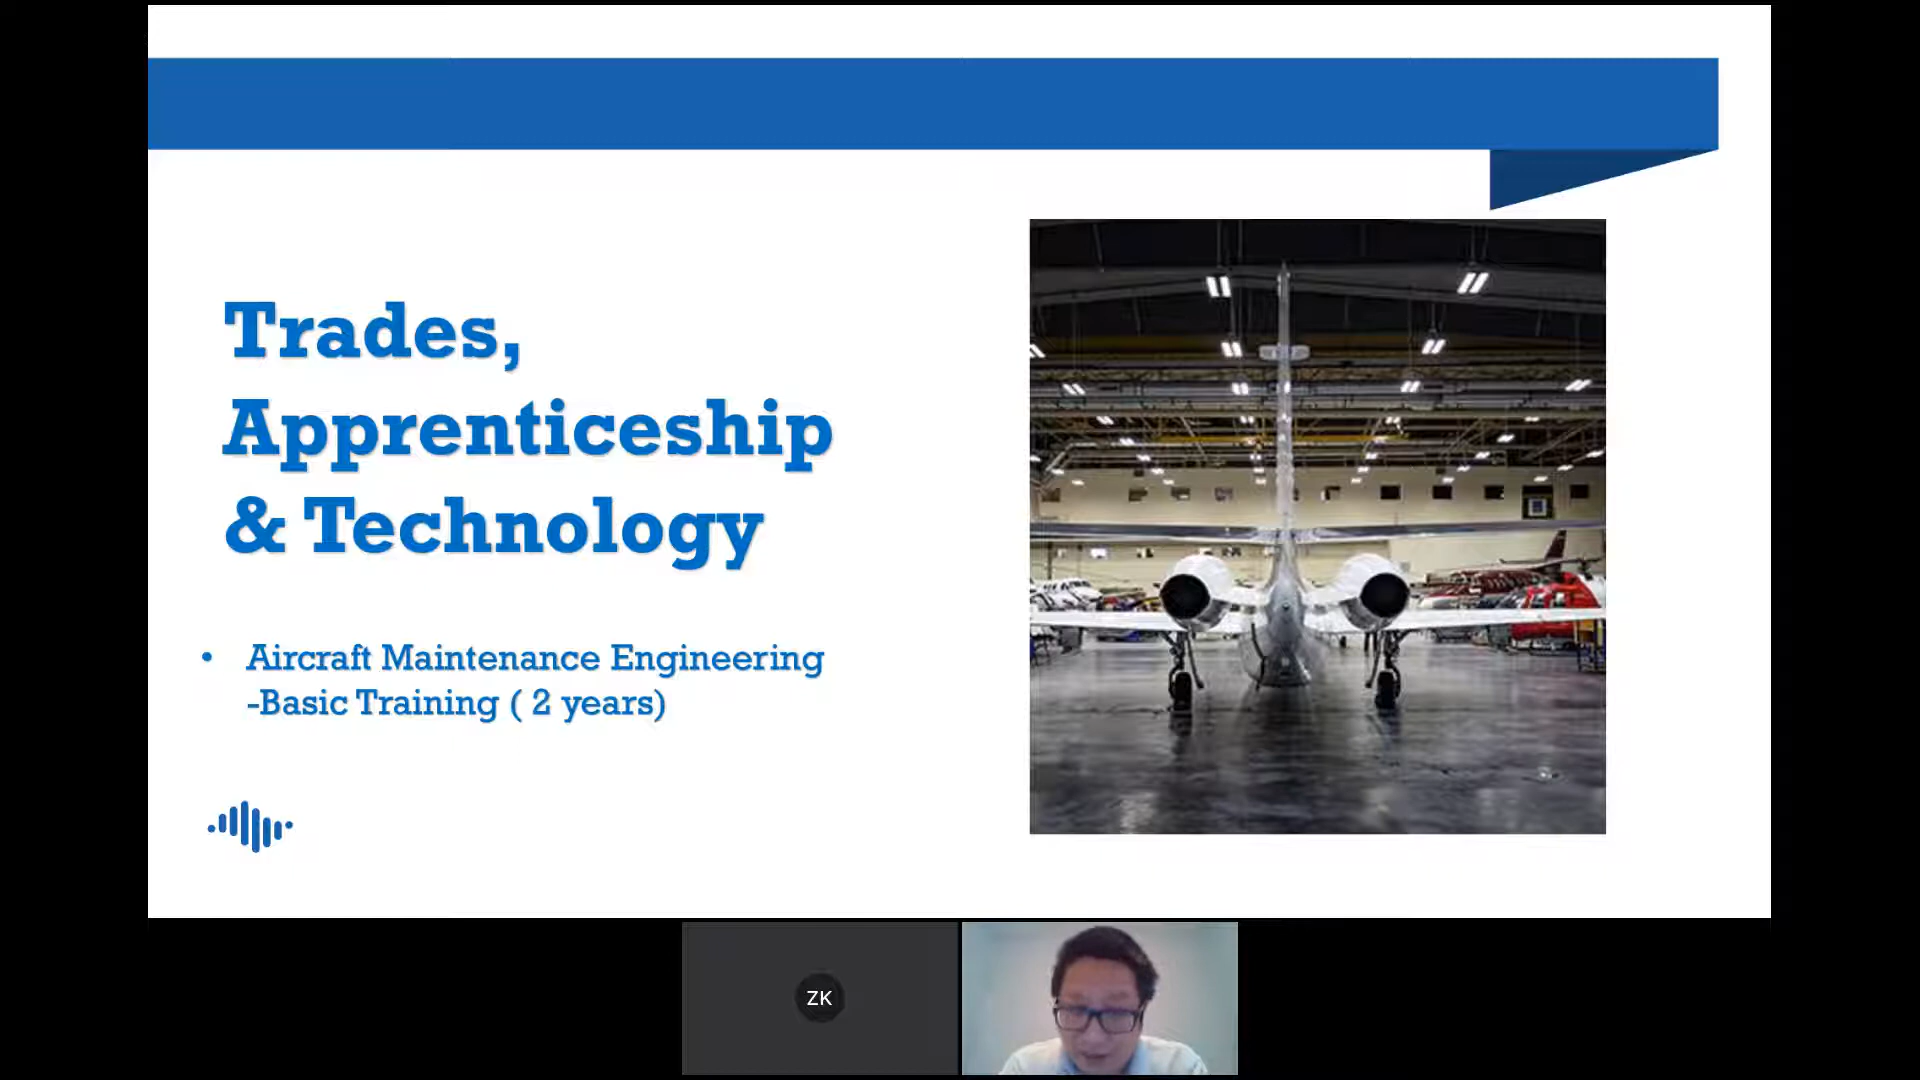 Trades,
Apprenticeship
& Technology
• Aircraft Maintenance Engineering
-Basic Training ( 2 years)
ZK